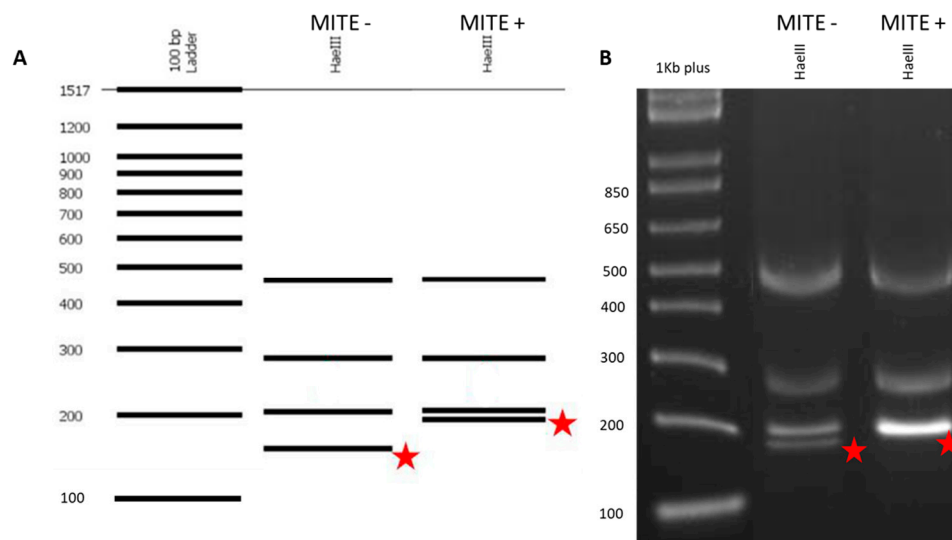 A
MITE -
MITE +
100 bp
Ladder
HaeIII
HaeIII
1517
1200
1000
900
800
700
600
500
400
300
200
100
B
MITE -
MITE +
1Kb plus
HaeIII
HaeIII
850
650
500
400
300
200
100